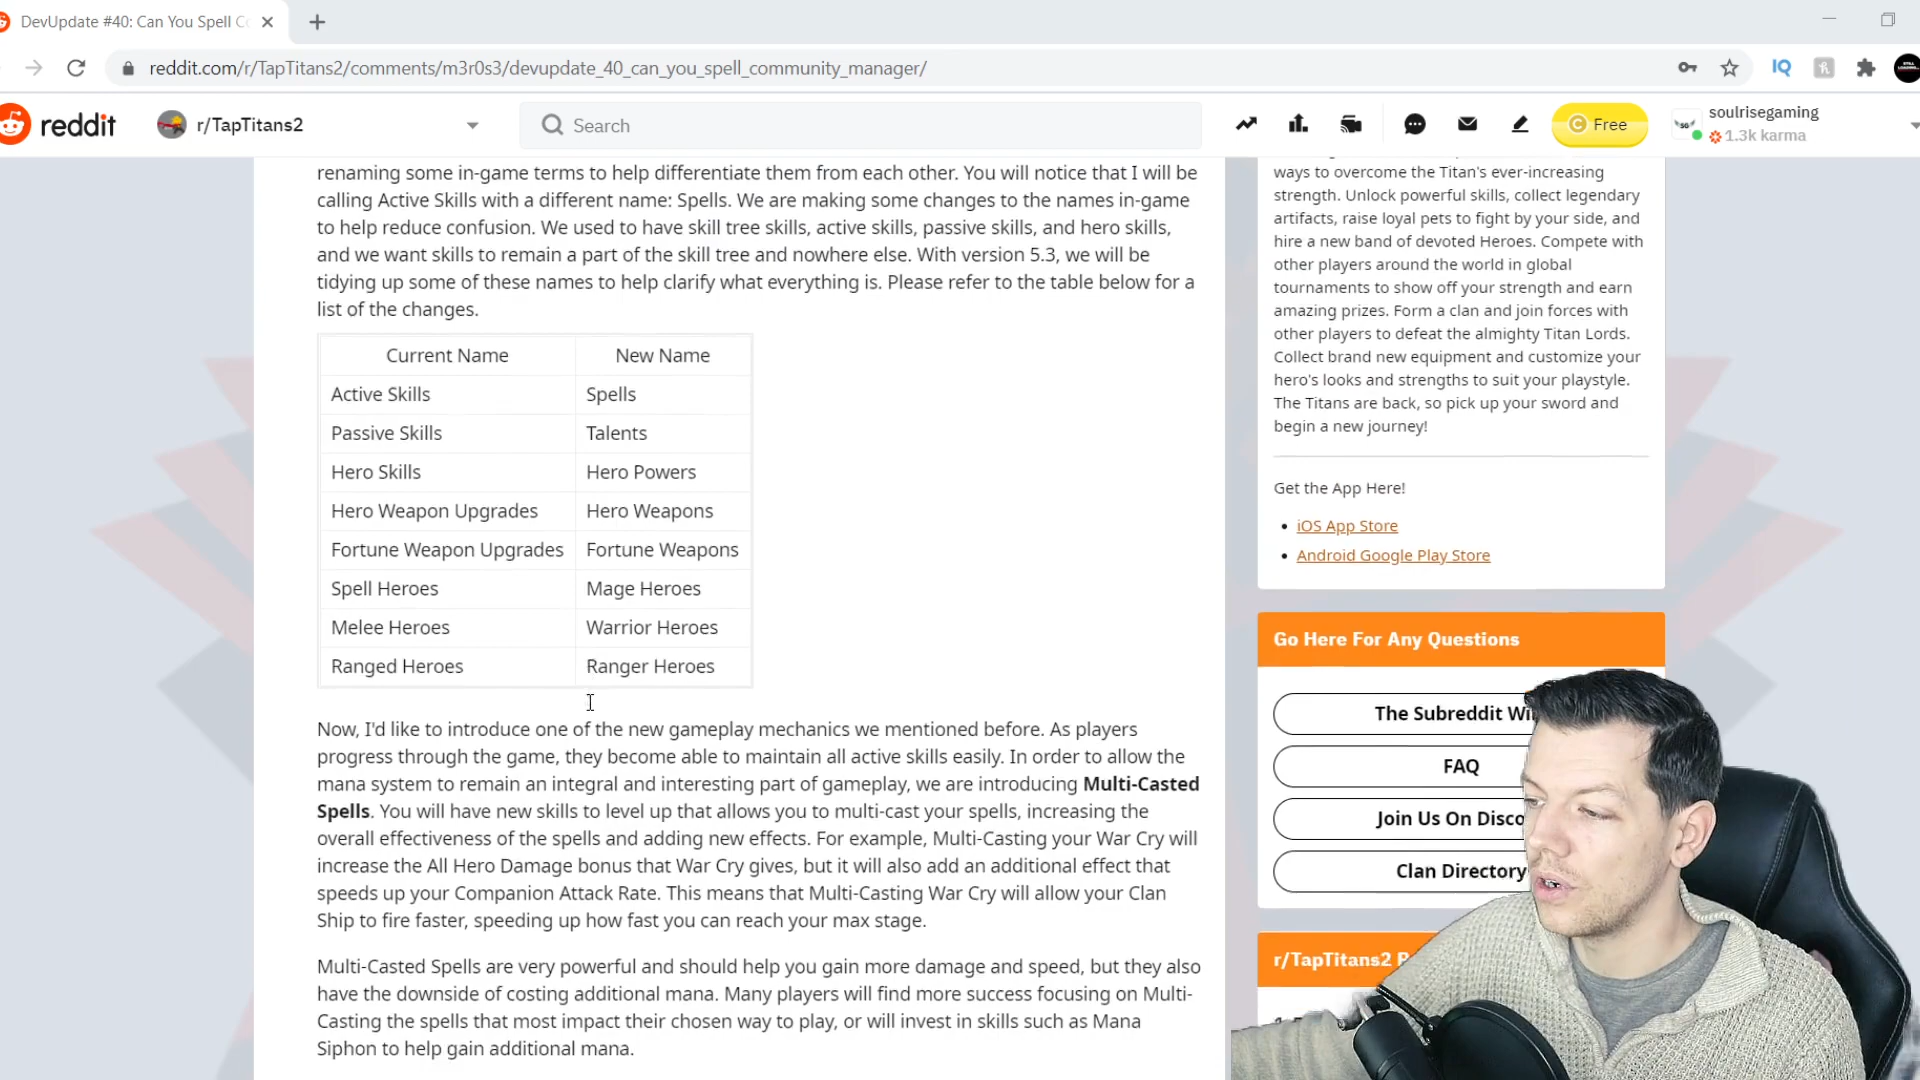 DevUpdate #40: Can You Spell Co
reddit.com/r/TapTitans2/comments/m3r0s3/devupdate_40_can_you_spell_community_manager/
IQ
reddit
r/TapTitans2
Search
Free
soulrisegaming
1.3k karma
renaming some in-game terms to help differentiate them from each other. You will notice that I will be
calling Active Skills with a different name: Spells. We are making some changes to the names in-game
to help reduce confusion. We used to have skill tree skills, active skills, passive skills, and hero skills,
and we want skills to remain a part of the skill tree and nowhere else. With version 5.3, we will be
tidying up some of these names to help clarify what everything is. Please refer to the table below for a
list of the changes.
Current Name New Name
Active Skills Spells
Passive Skills Talents
Hero Skills Hero Powers
Hero Weapon Upgrades Hero Weapons
Fortune Weapon Upgrades Fortune Weapons
Spell Heroes Mage Heroes
Melee Heroes Warrior Heroes
Ranged Heroes Ranger Heroes
Now, I'd like to introduce one of the new gameplay mechanics we mentioned before. As players
progress through the game, they become able to maintain all active skills easily. In order to allow the
mana system to remain an integral and interesting part of gameplay, we are introducing Multi-Casted
Spells. You will have new skills to level up that allows you to multi-cast your spells, increasing the
overall effectiveness of the spells and adding new effects. For example, Multi-Casting your War Cry will
increase the All Hero Damage bonus that War Cry gives, but it will also add an additional effect that
speeds up your Companion Attack Rate. This means that Multi-Casting War Cry will allow your Clan
Ship to fire faster, speeding up how fast you can reach your max stage.
Multi-Casted Spells are very powerful and should help you gain more damage and speed, but they also
have the downside of costing additional mana. Many players will find more success focusing on Multi-
Casting the spells that most impact their chosen way to play, or will invest in skills such as Mana
Siphon to help gain additional mana.
ways to overcome the Titan's ever-increasing
strength. Unlock powerful skills, collect legendary
artifacts, raise loyal pets to fight by your side, and
hire a new band of devoted Heroes. Compete with
other players around the world in global
tournaments to show off your strength and earn
amazing prizes. Form a clan and join forces with
other players to defeat the almighty Titan Lords.
Collect brand new equipment and customize your
hero's looks and strengths to suit your playstyle.
The Titans are back, so pick up your sword and
begin a new journey!
Get the App Here!
iOS App Store
Android Google Play Store
Go Here For Any Questions
The Subreddit Wi
FAQ
Join Us On Disco
Clan Directory
r/TapTitans2